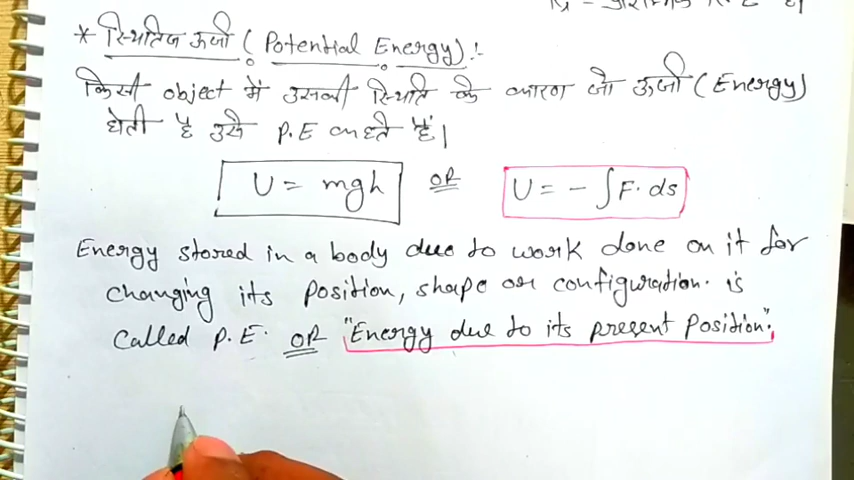 * स्थितिज ऊर्जा ( Potential Energy) :-
किसी object में उसकी स्थिति के कारण जो ऊर्जा ( Energy)
होती है उसे P.E कहते हैं।
U = mgh OR U = - ∫ F. ds
Energy stored in a body due to work done on it for
changing its position, shape or configuration. is
Called P.E. OR "Energy due to its present Position".